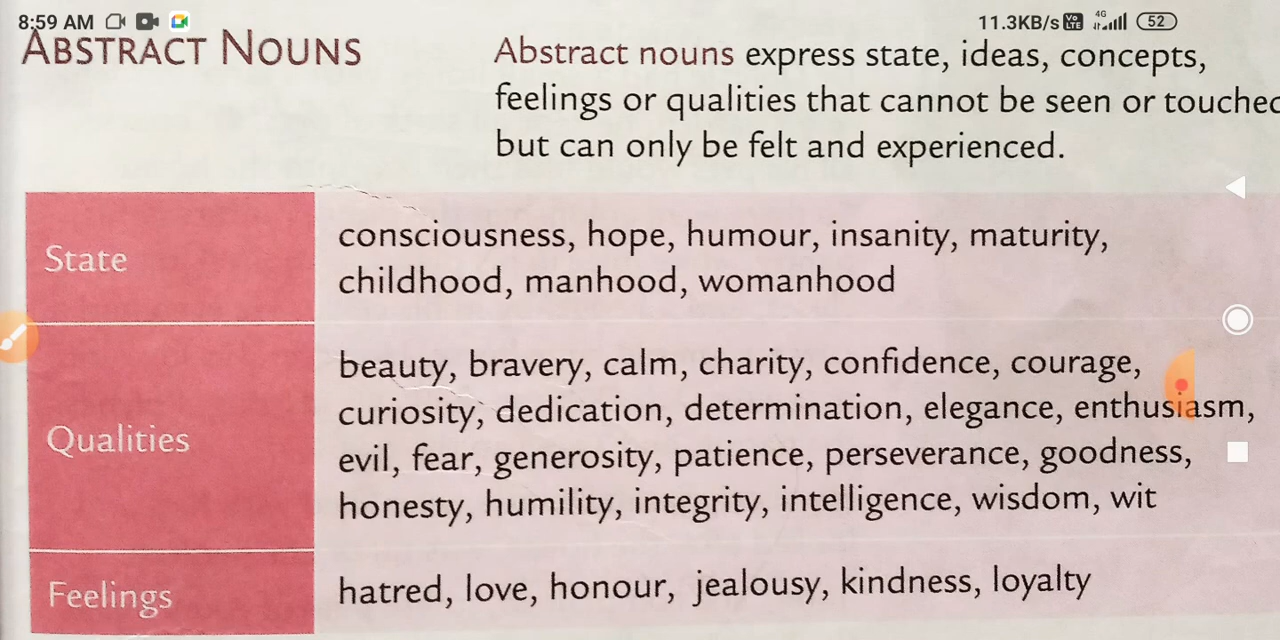 8:59 AM
11.3KB/s Vo LTE 4G 52
ABSTRACT NOUNS
Abstract nouns express state, ideas, concepts,
feelings or qualities that cannot be seen or touched
but can only be felt and experienced.
State
consciousness, hope, humour, insanity, maturity,
childhood, manhood, womanhood
Qualities
beauty, bravery, calm, charity, confidence, courage,
curiosity, dedication, determination, elegance, enthusiasm,
evil, fear, generosity, patience, perseverance, goodness,
honesty, humility, integrity, intelligence, wisdom, wit
Feelings
hatred, love, honour, jealousy, kindness, loyalty